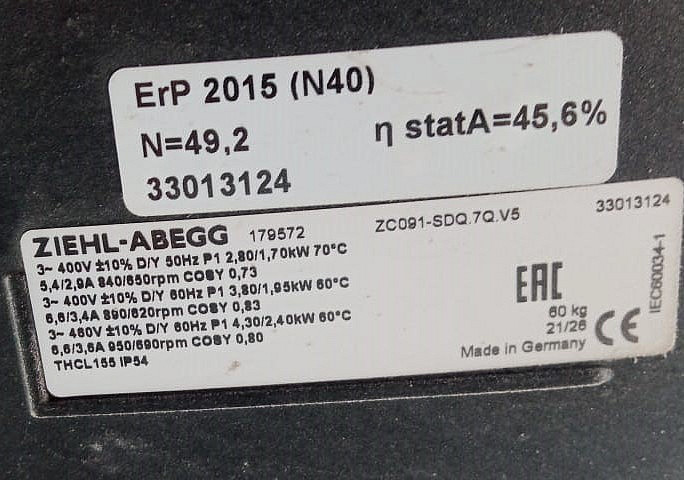 ErP 2015 (N40)
N=49,2 η statA=45,6%
33013124
ZIEHL-ABEGG 179572 ZC091-SDQ.7Q.V5 33013124
3~ 400V ±10% D/Y 50Hz P1 2,80/1,70kW 70°C
5,4/2,9A 840/650rpm COSY 0,73
3~ 400V ±10% D/Y 60Hz P1 3,80/1,95kW 60°C
6,6/3,4A 890/620rpm COSY 0,83
3~ 460V ±10% D/Y 60Hz P1 4,30/2,40kW 60°C
6,6/3,6A 950/690rpm COSY 0,80
THCL155 IP54
EAC
60 kg
21/26
CE
Made in Germany
IEC60034-1